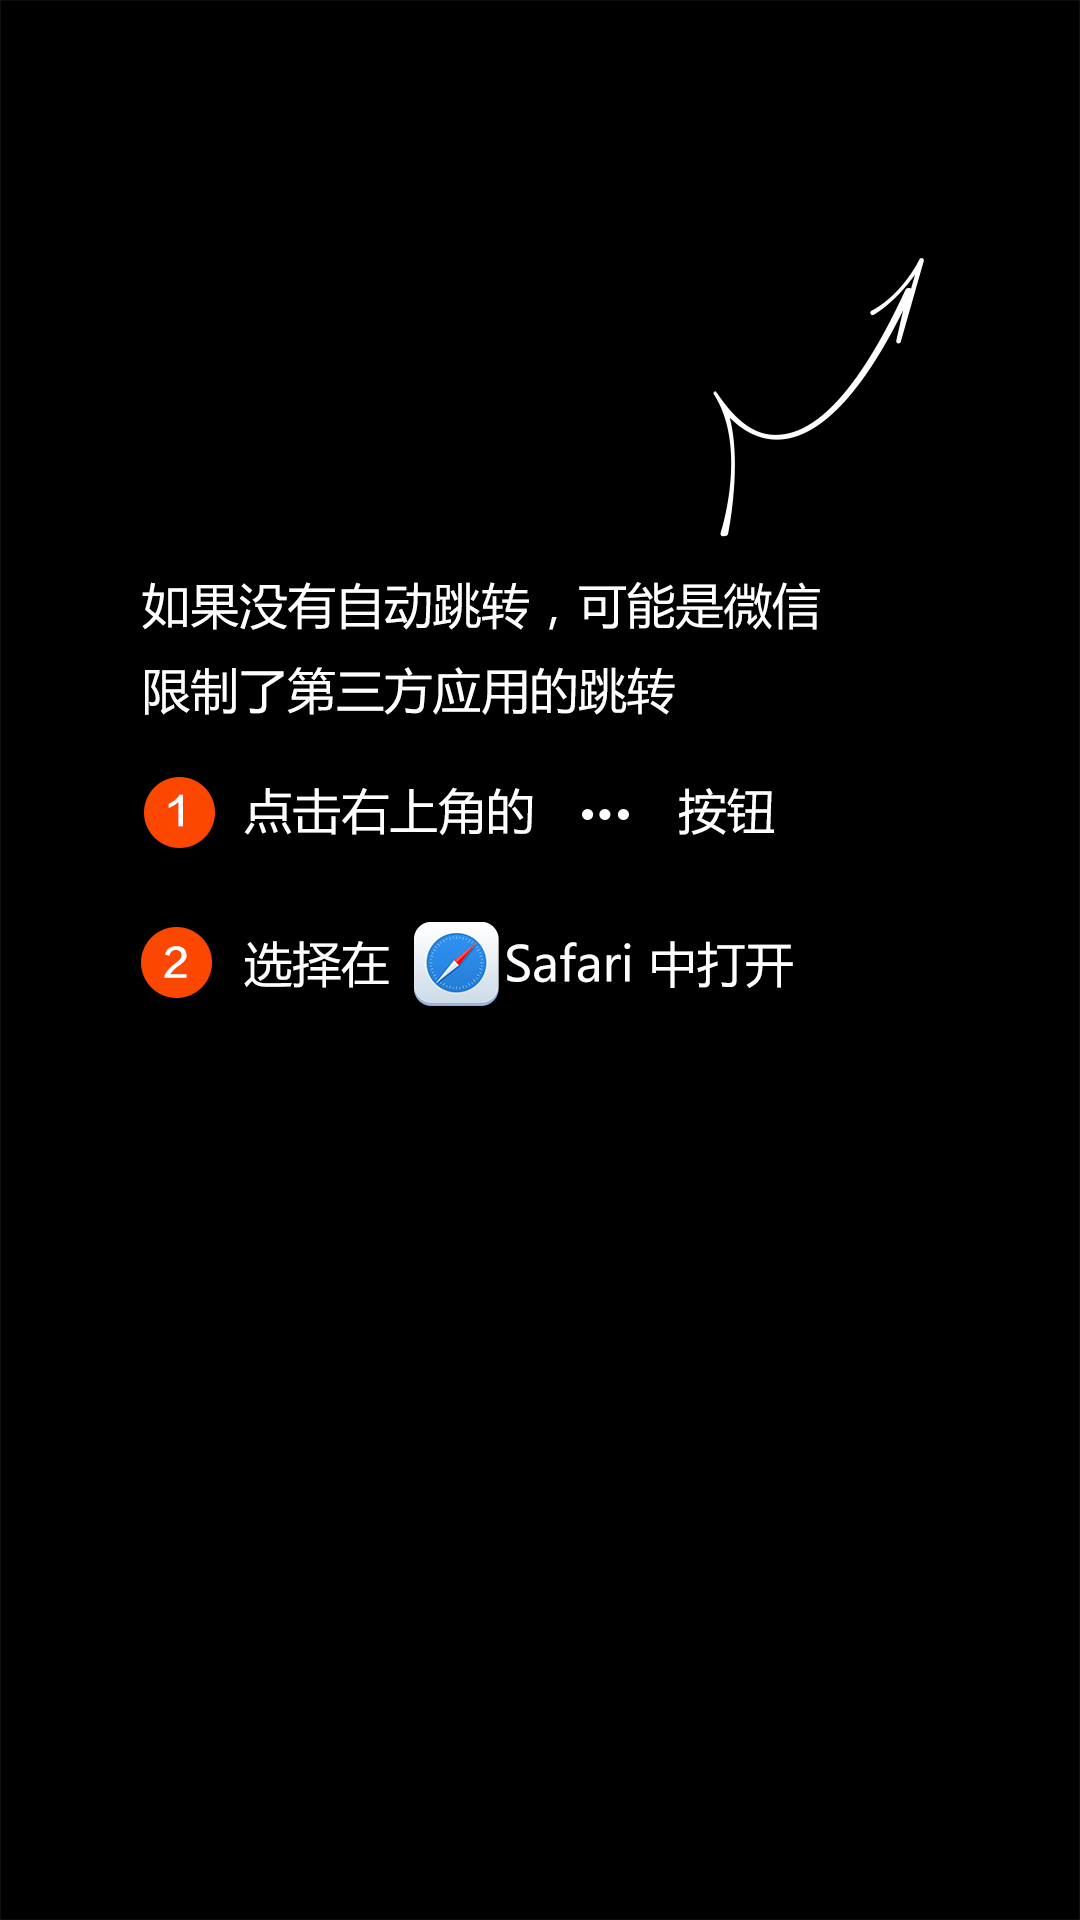 如果没有自动跳转，可能是微信
限制了第三方应用的跳转
1 点击右上角的 ••• 按钮
2 选择在 Safari 中打开